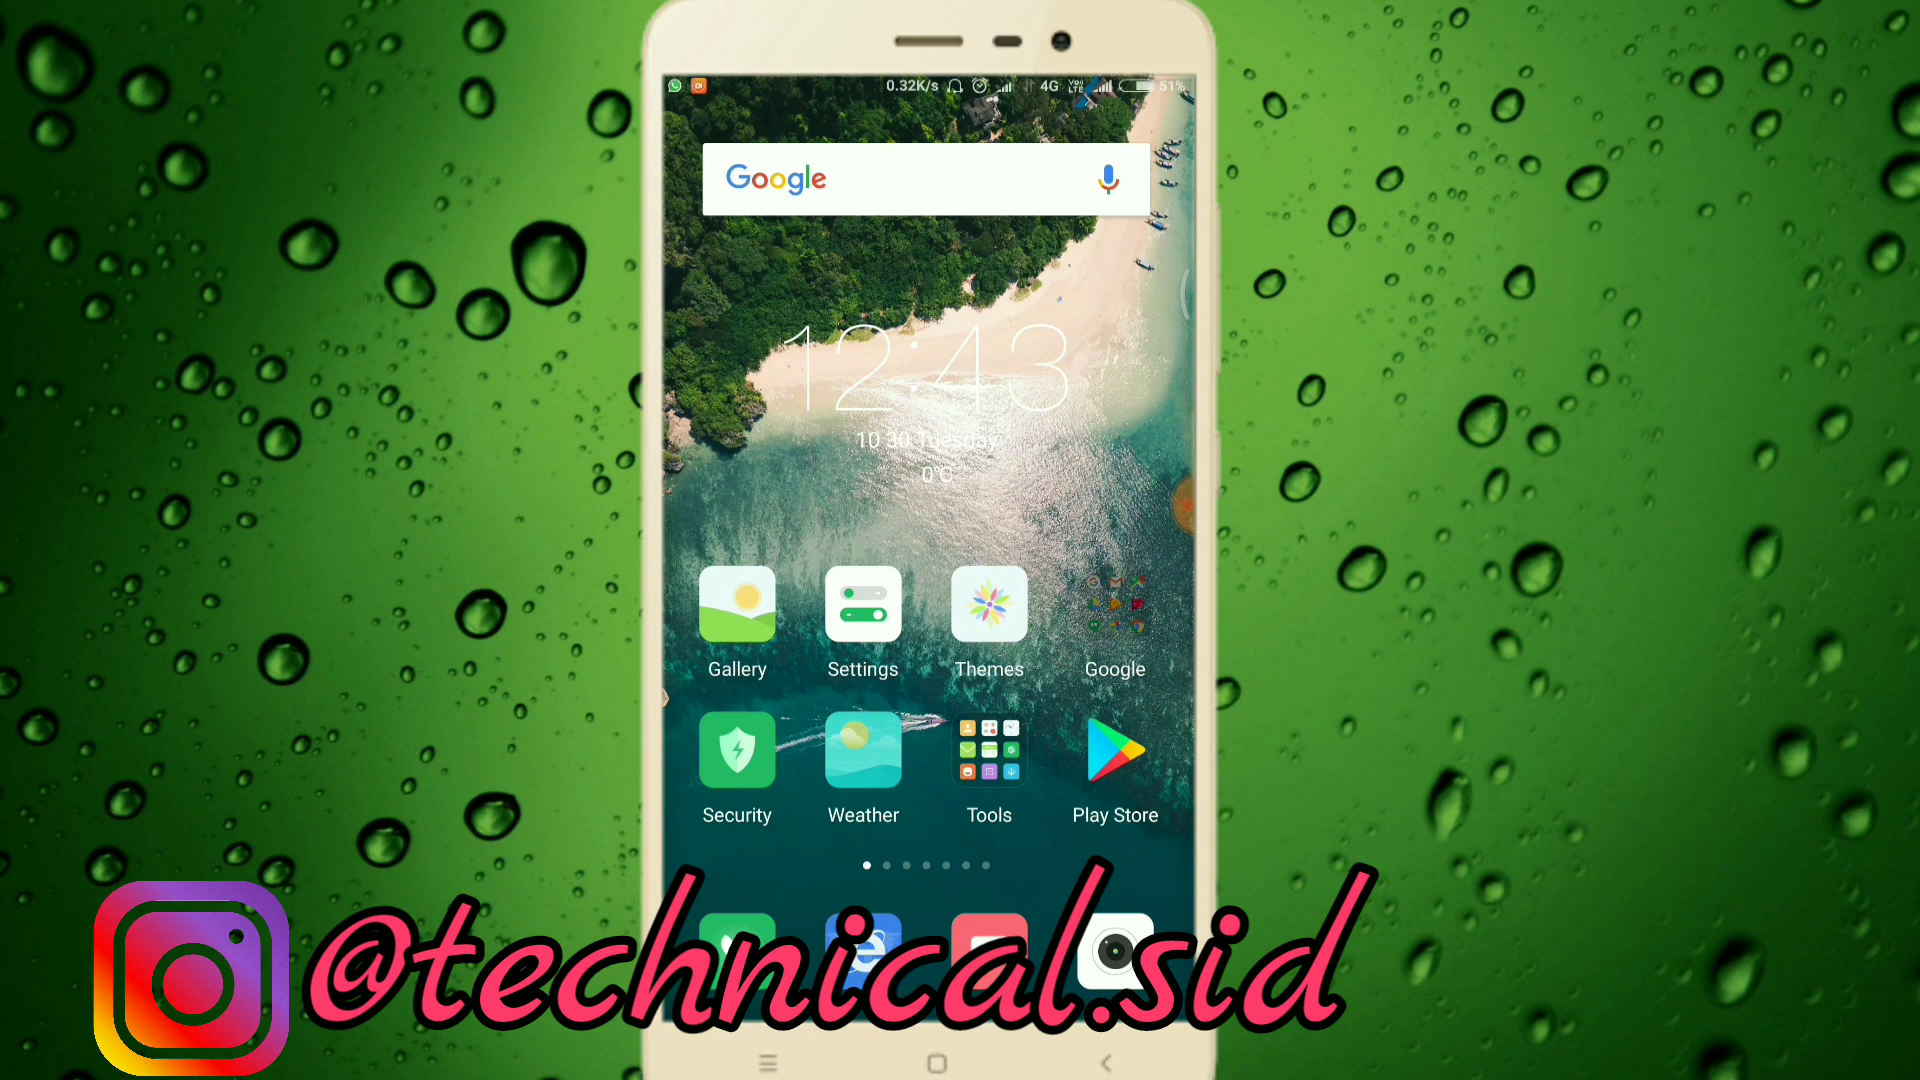 0.32K/s 4G VoLTE 51%
Google
12:43
10 30 Tuesday
0°C
Gallery Settings Themes Google
Security Weather Tools Play Store
@technical.sid